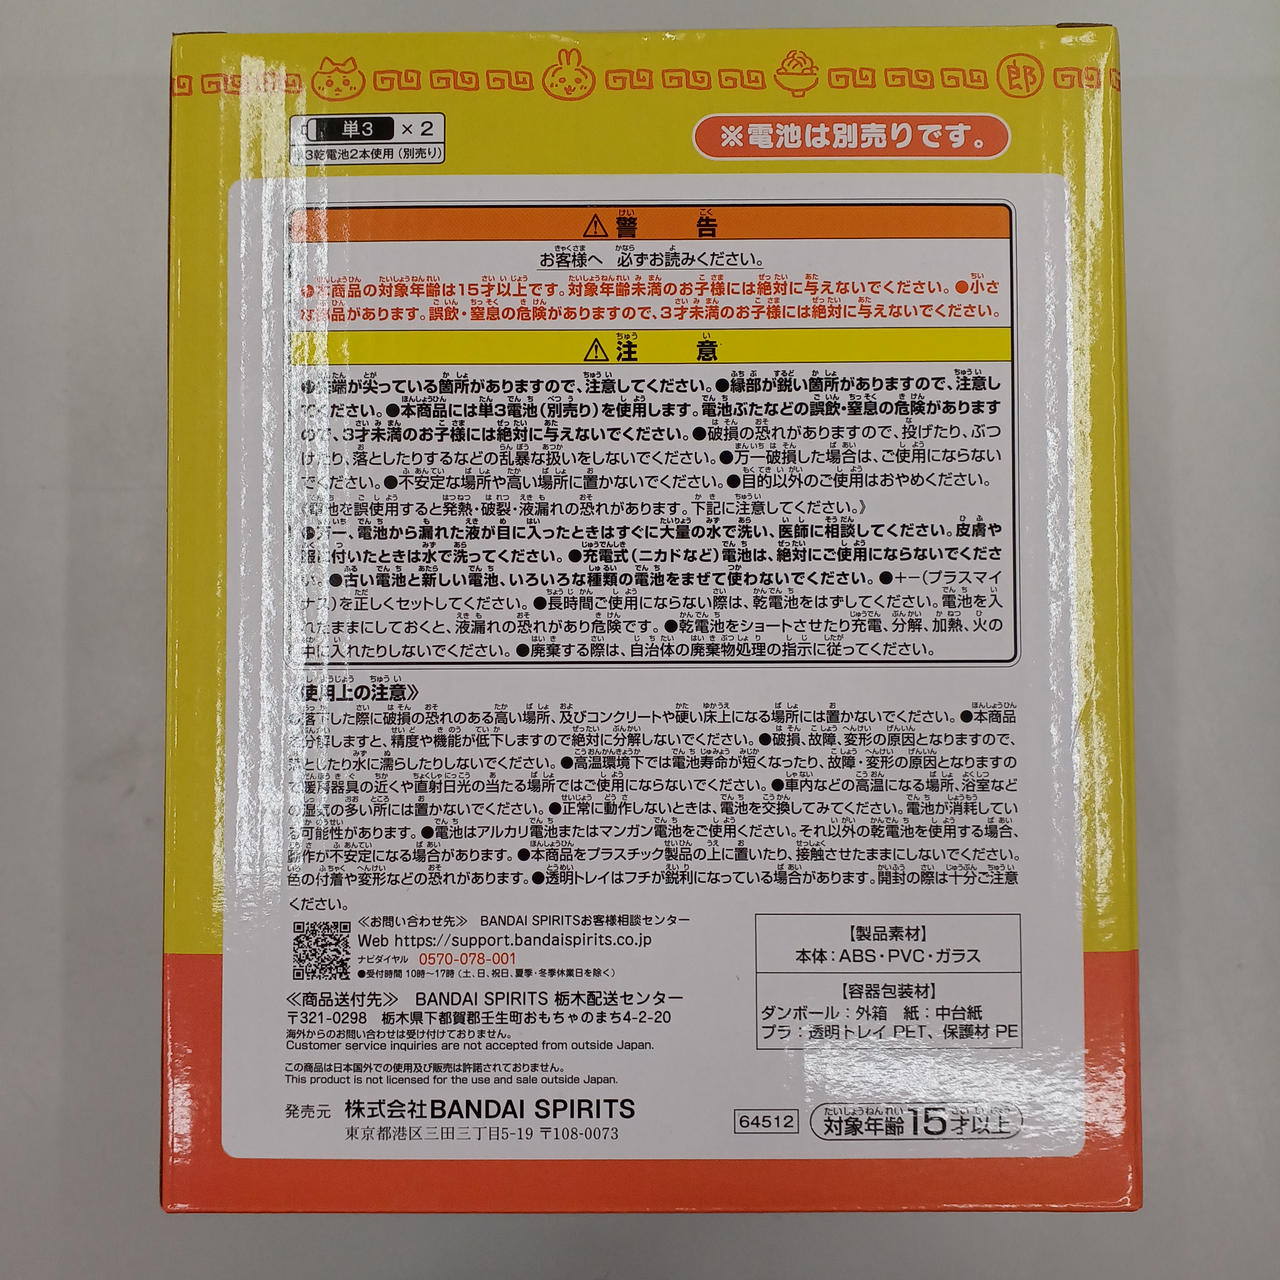 郎
単3 × 2
3乾電池2本使用(別売り)
※電池は別売りです。
⚠警告
お客様へ 必ずお読みください。
商品の対象年齢は15才以上です。対象年齢未満のお子様には絶対に与えないでください。●小さ
部品があります。誤飲・窒息の危険がありますので、3才未満のお子様には絶対に与えないでください。
⚠注意
端が尖っている箇所がありますので、注意してください。●縁部が鋭い箇所がありますので、注意し
てください。●本商品には単3電池(別売り)を使用します。電池ぶたなどの誤飲・窒息の危険があります
ので、3才未満のお子様には絶対に与えないでください。●破損の恐れがありますので、投げたり、ぶつ
けたり、落としたりするなどの乱暴な扱いをしないでください。●万一破損した場合は、ご使用にならない
でください。●不安定な場所や高い場所に置かないでください。●目的以外のご使用はおやめください。
電池を誤使用すると発熱・破裂・液漏れの恐れがあります。下記に注意してください。》
一、電池から漏れた液が目に入ったときはすぐに大量の水で洗い、医師に相談してください。皮膚や
服に付いたときは水で洗ってください。●充電式(ニカドなど)電池は、絶対にご使用にならないでくださ
い。●古い電池と新しい電池、いろいろな種類の電池をまぜて使わないでください。●+−(プラスマイ
ナス)を正しくセットしてください。●長時間ご使用にならない際は、乾電池をはずしてください。電池を入
れたままにしておくと、液漏れの恐れがあり危険です。●乾電池をショートさせたり充電、分解、加熱、火の
中に入れたりしないでください。●廃棄する際は、自治体の廃棄物処理の指示に従ってください。
《使用上の注意》
落下した際に破損の恐れのある高い場所、及びコンクリートや硬い床上になる場所には置かないでください。●本商品
を分解しますと、精度や機能が低下しますので絶対に分解しないでください。●破損、故障、変形の原因となりますので、
落としたり水に濡らしたりしないでください。●高温環境下では電池寿命が短くなったり、故障・変形の原因となりますの
で暖房器具の近くや直射日光の当たる場所ではご使用にならないでください。●車内などの高温になる場所、浴室など
の湿気の多い所には置かないでください。●正常に動作しないときは、電池を交換してみてください。電池が消耗してい
る可能性があります。●電池はアルカリ電池またはマンガン電池をご使用ください。それ以外の乾電池を使用する場合、
動作が不安定になる場合があります。●本商品をプラスチック製品の上に置いたり、接触させたままにしないでください。
色の付着や変形などの恐れがあります。●透明トレイはフチが鋭利になっている場合があります。開封の際は十分ご注意
ください。
≪お問い合わせ先≫ BANDAI SPIRITSお客様相談センター
Web https://support.bandaispirits.co.jp
ナビダイヤル 0570-078-001
●受付時間 10時〜17時(土、日、祝日、夏季・冬季休業日を除く)
≪商品送付先≫ BANDAI SPIRITS 栃木配送センター
〒321-0298 栃木県下都賀郡壬生町おもちゃのまち4-2-20
海外からのお問い合わせは受け付けておりません。
Customer service inquiries are not accepted from outside Japan.
この商品は日本国外での使用及び販売は許諾されておりません。
This product is not licensed for the use and sale outside Japan.
発売元 株式会社BANDAI SPIRITS
東京都港区三田三丁目5-19 〒108-0073
【製品素材】
本体：ABS・PVC・ガラス
【容器包装材】
ダンボール：外箱 紙：中台紙
プラ：透明トレイ PET、保護材 PE
64512
対象年齢15才以上